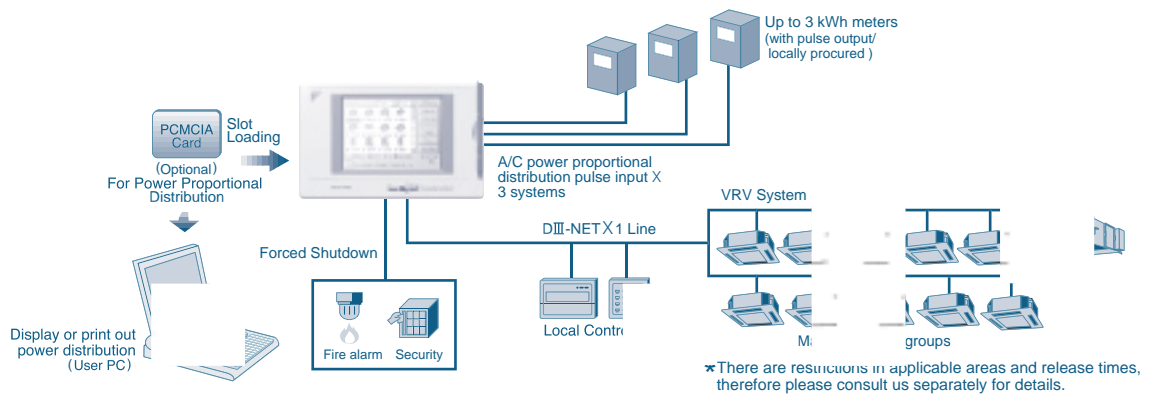 Up to 3 kWh meters
(with pulse output/
locally procured )
PCMCIA
Card
Slot
Loading
(Optional)
For Power Proportional
Distribution
A/C power proportional
distribution pulse input X
3 systems
VRV System
DⅢ-NET X 1 Line
Forced Shutdown
Local
Fire alarm
Security
Display or print out
power distribution
(User PC)
groups
*There are restrictions in applicable areas and release times,
therefore please consult us separately for details.